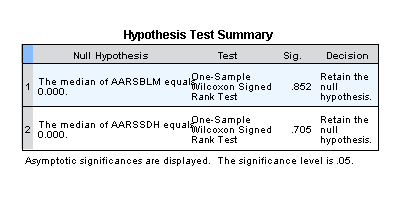 Hypothesis Test Summary
Null Hypothesis Test Sig. Decision
1 The median of AARSBLM equals 0.000. One-Sample Wilcoxon Signed Rank Test .852 Retain the null hypothesis.
2 The median of AARSSDH equals 0.000. One-Sample Wilcoxon Signed Rank Test .705 Retain the null hypothesis.
Asymptotic significances are displayed. The significance level is .05.